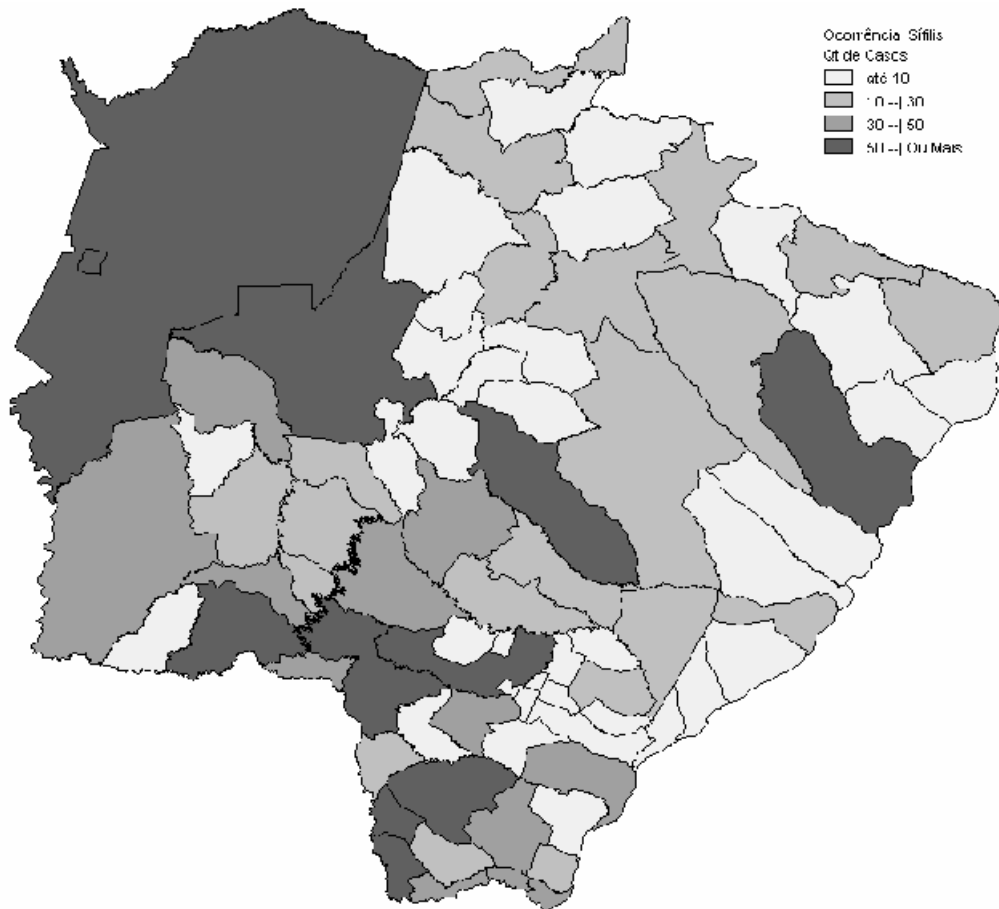 Ocorrência Sífilis
Qt de Casos
até 10
10 --| 30
30 --| 50
50 --| Ou Mais